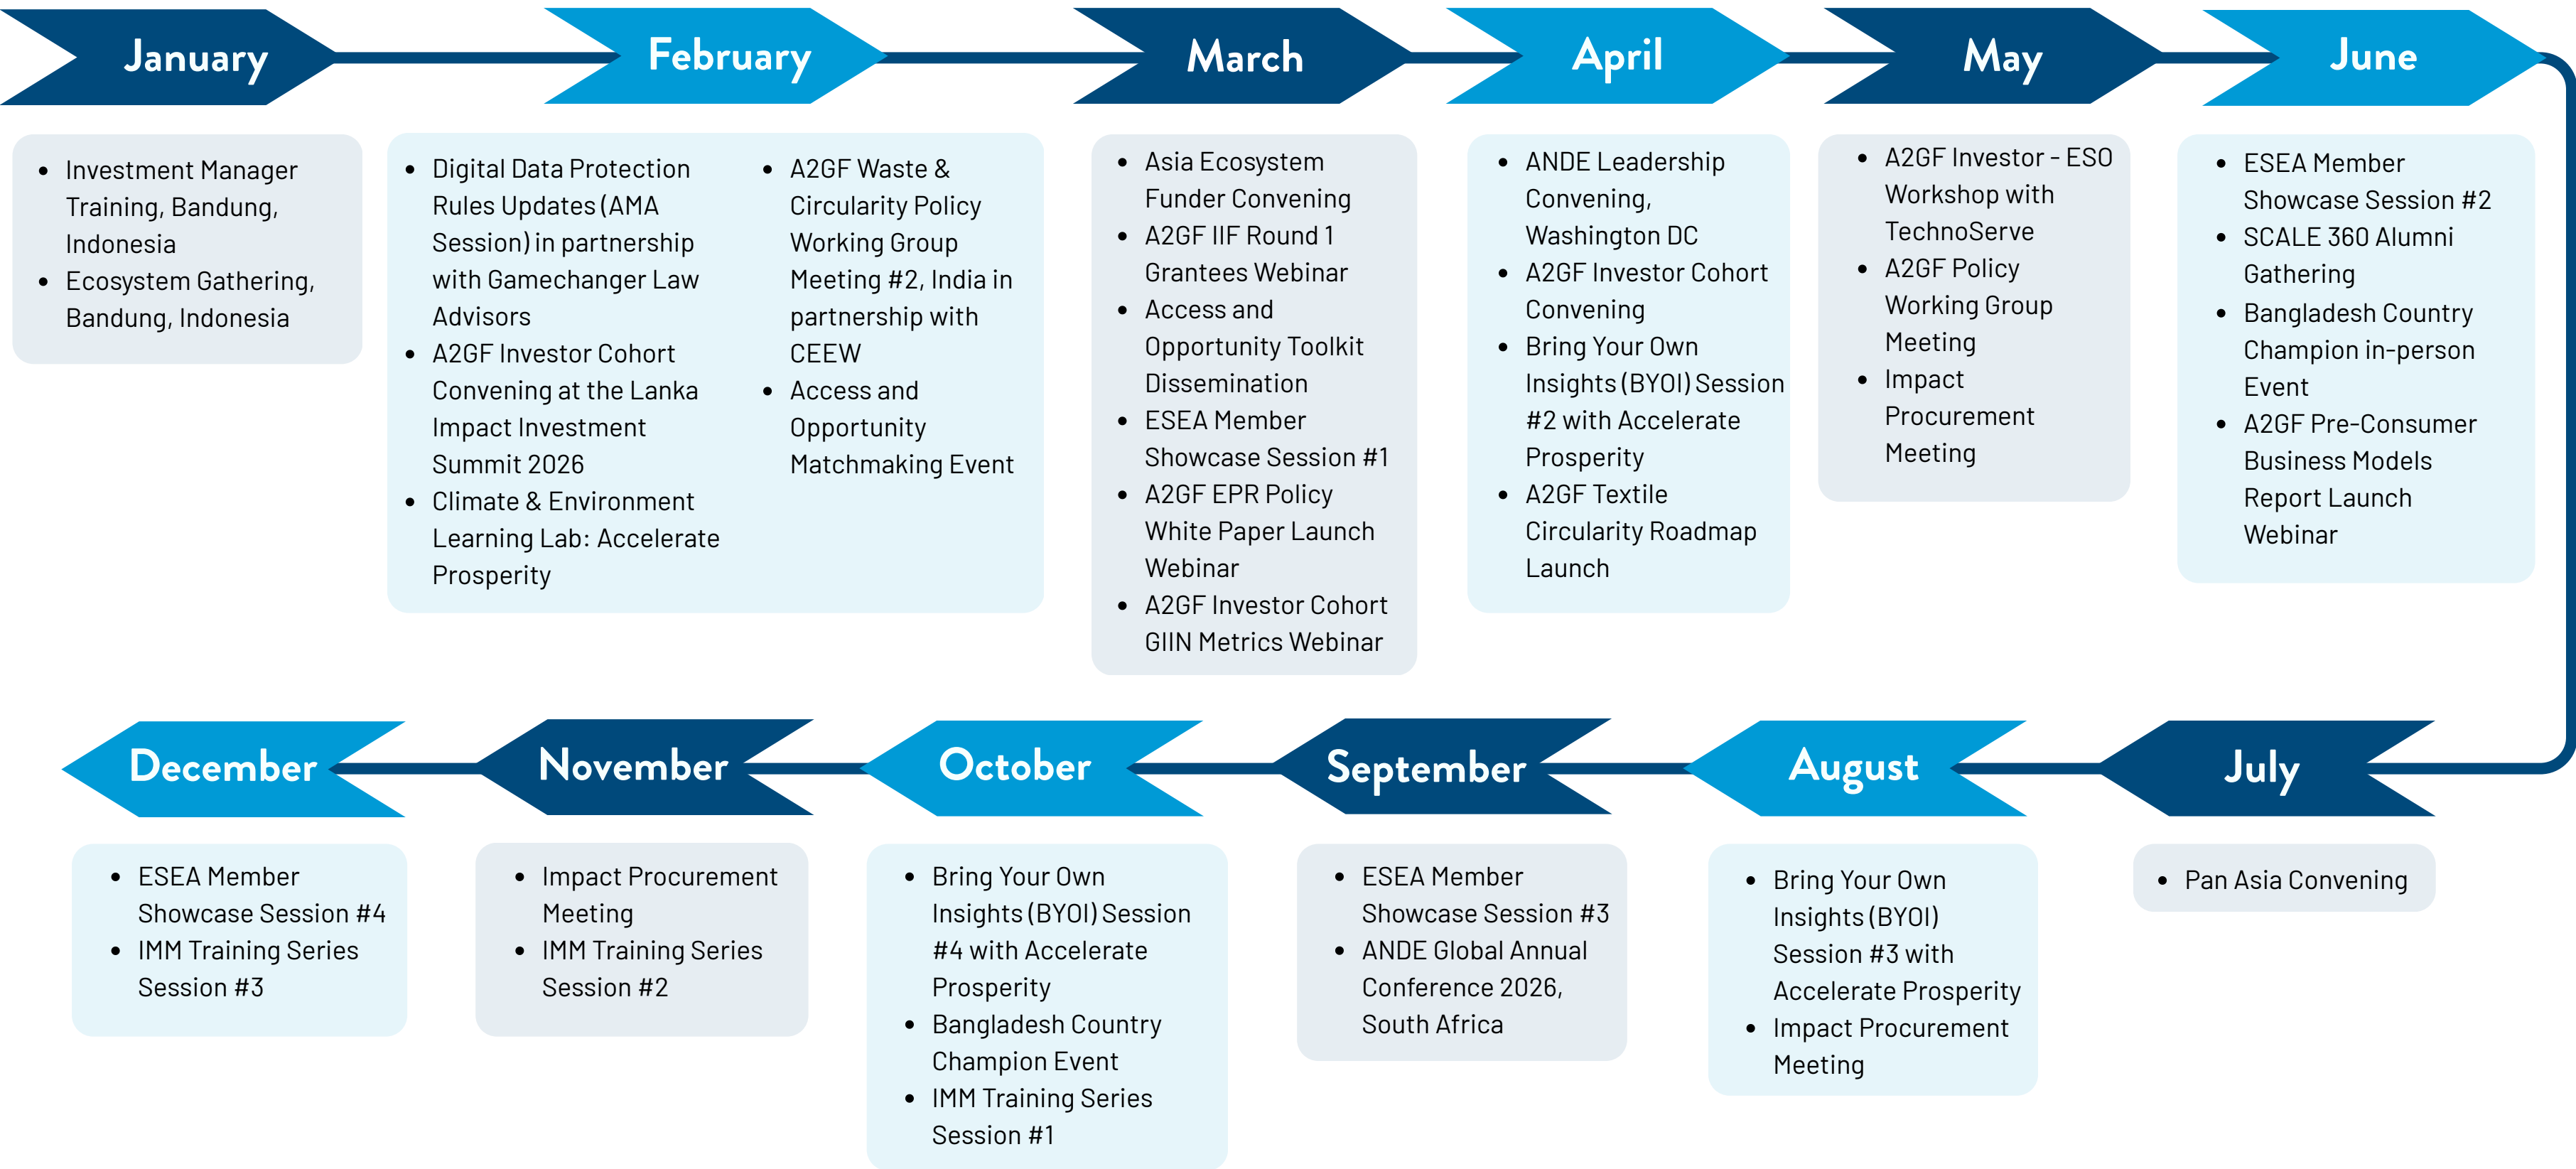 January
February
March
April
May
June
• Investment Manager
Training, Bandung,
Indonesia
• Ecosystem Gathering,
Bandung, Indonesia
• Digital Data Protection
Rules Updates (AMA
Session) in partnership
with Gamechanger Law
Advisors
• A2GF Investor Cohort
Convening at the Lanka
Impact Investment
Summit 2026
• Climate & Environment
Learning Lab: Accelerate
Prosperity
• A2GF Waste &
Circularity Policy
Working Group
Meeting #2, India in
partnership with
CEEW
• Access and
Opportunity
Matchmaking Event
• Asia Ecosystem
Funder Convening
• A2GF IIF Round 1
Grantees Webinar
• Access and
Opportunity Toolkit
Dissemination
• ESEA Member
Showcase Session #1
• A2GF EPR Policy
White Paper Launch
Webinar
• A2GF Investor Cohort
GIIN Metrics Webinar
• ANDE Leadership
Convening,
Washington DC
• A2GF Investor Cohort
Convening
• Bring Your Own
Insights (BYOI) Session
#2 with Accelerate
Prosperity
• A2GF Textile
Circularity Roadmap
Launch
• A2GF Investor - ESO
Workshop with
TechnoServe
• A2GF Policy
Working Group
Meeting
• Impact
Procurement
Meeting
• ESEA Member
Showcase Session #2
• SCALE 360 Alumni
Gathering
• Bangladesh Country
Champion in-person
Event
• A2GF Pre-Consumer
Business Models
Report Launch
Webinar
December
November
October
September
August
July
• ESEA Member
Showcase Session #4
• IMM Training Series
Session #3
• Impact Procurement
Meeting
• IMM Training Series
Session #2
• Bring Your Own
Insights (BYOI) Session
#4 with Accelerate
Prosperity
• Bangladesh Country
Champion Event
• IMM Training Series
Session #1
• ESEA Member
Showcase Session #3
• ANDE Global Annual
Conference 2026,
South Africa
• Bring Your Own
Insights (BYOI)
Session #3 with
Accelerate Prosperity
• Impact Procurement
Meeting
• Pan Asia Convening